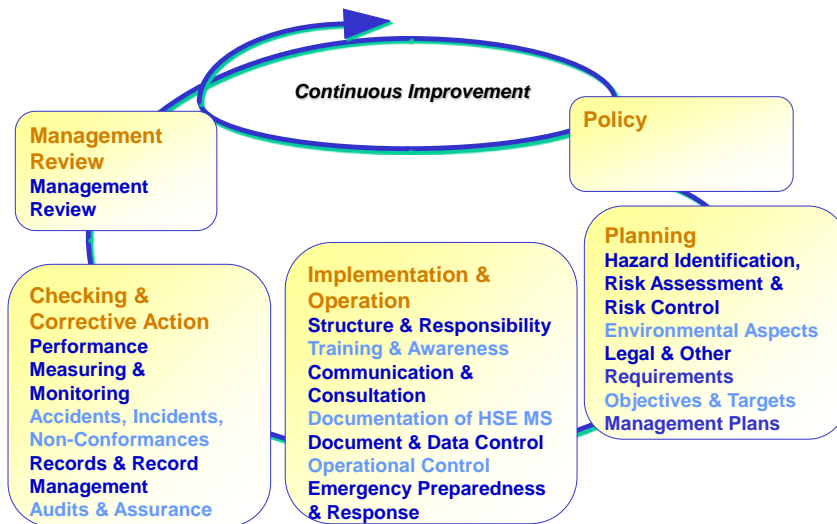 Continuous Improvement
Policy
Management
Review
Management
Review
Planning
Hazard Identification,
Risk Assessment &
Risk Control
Environmental Aspects
Legal & Other
Requirements
Objectives & Targets
Management Plans
Implementation &
Operation
Structure & Responsibility
Training & Awareness
Communication &
Consultation
Documentation of HSE MS
Document & Data Control
Operational Control
Emergency Preparedness
& Response
Checking &
Corrective Action
Performance
Measuring &
Monitoring
Accidents, Incidents,
Non-Conformances
Records & Record
Management
Audits & Assurance